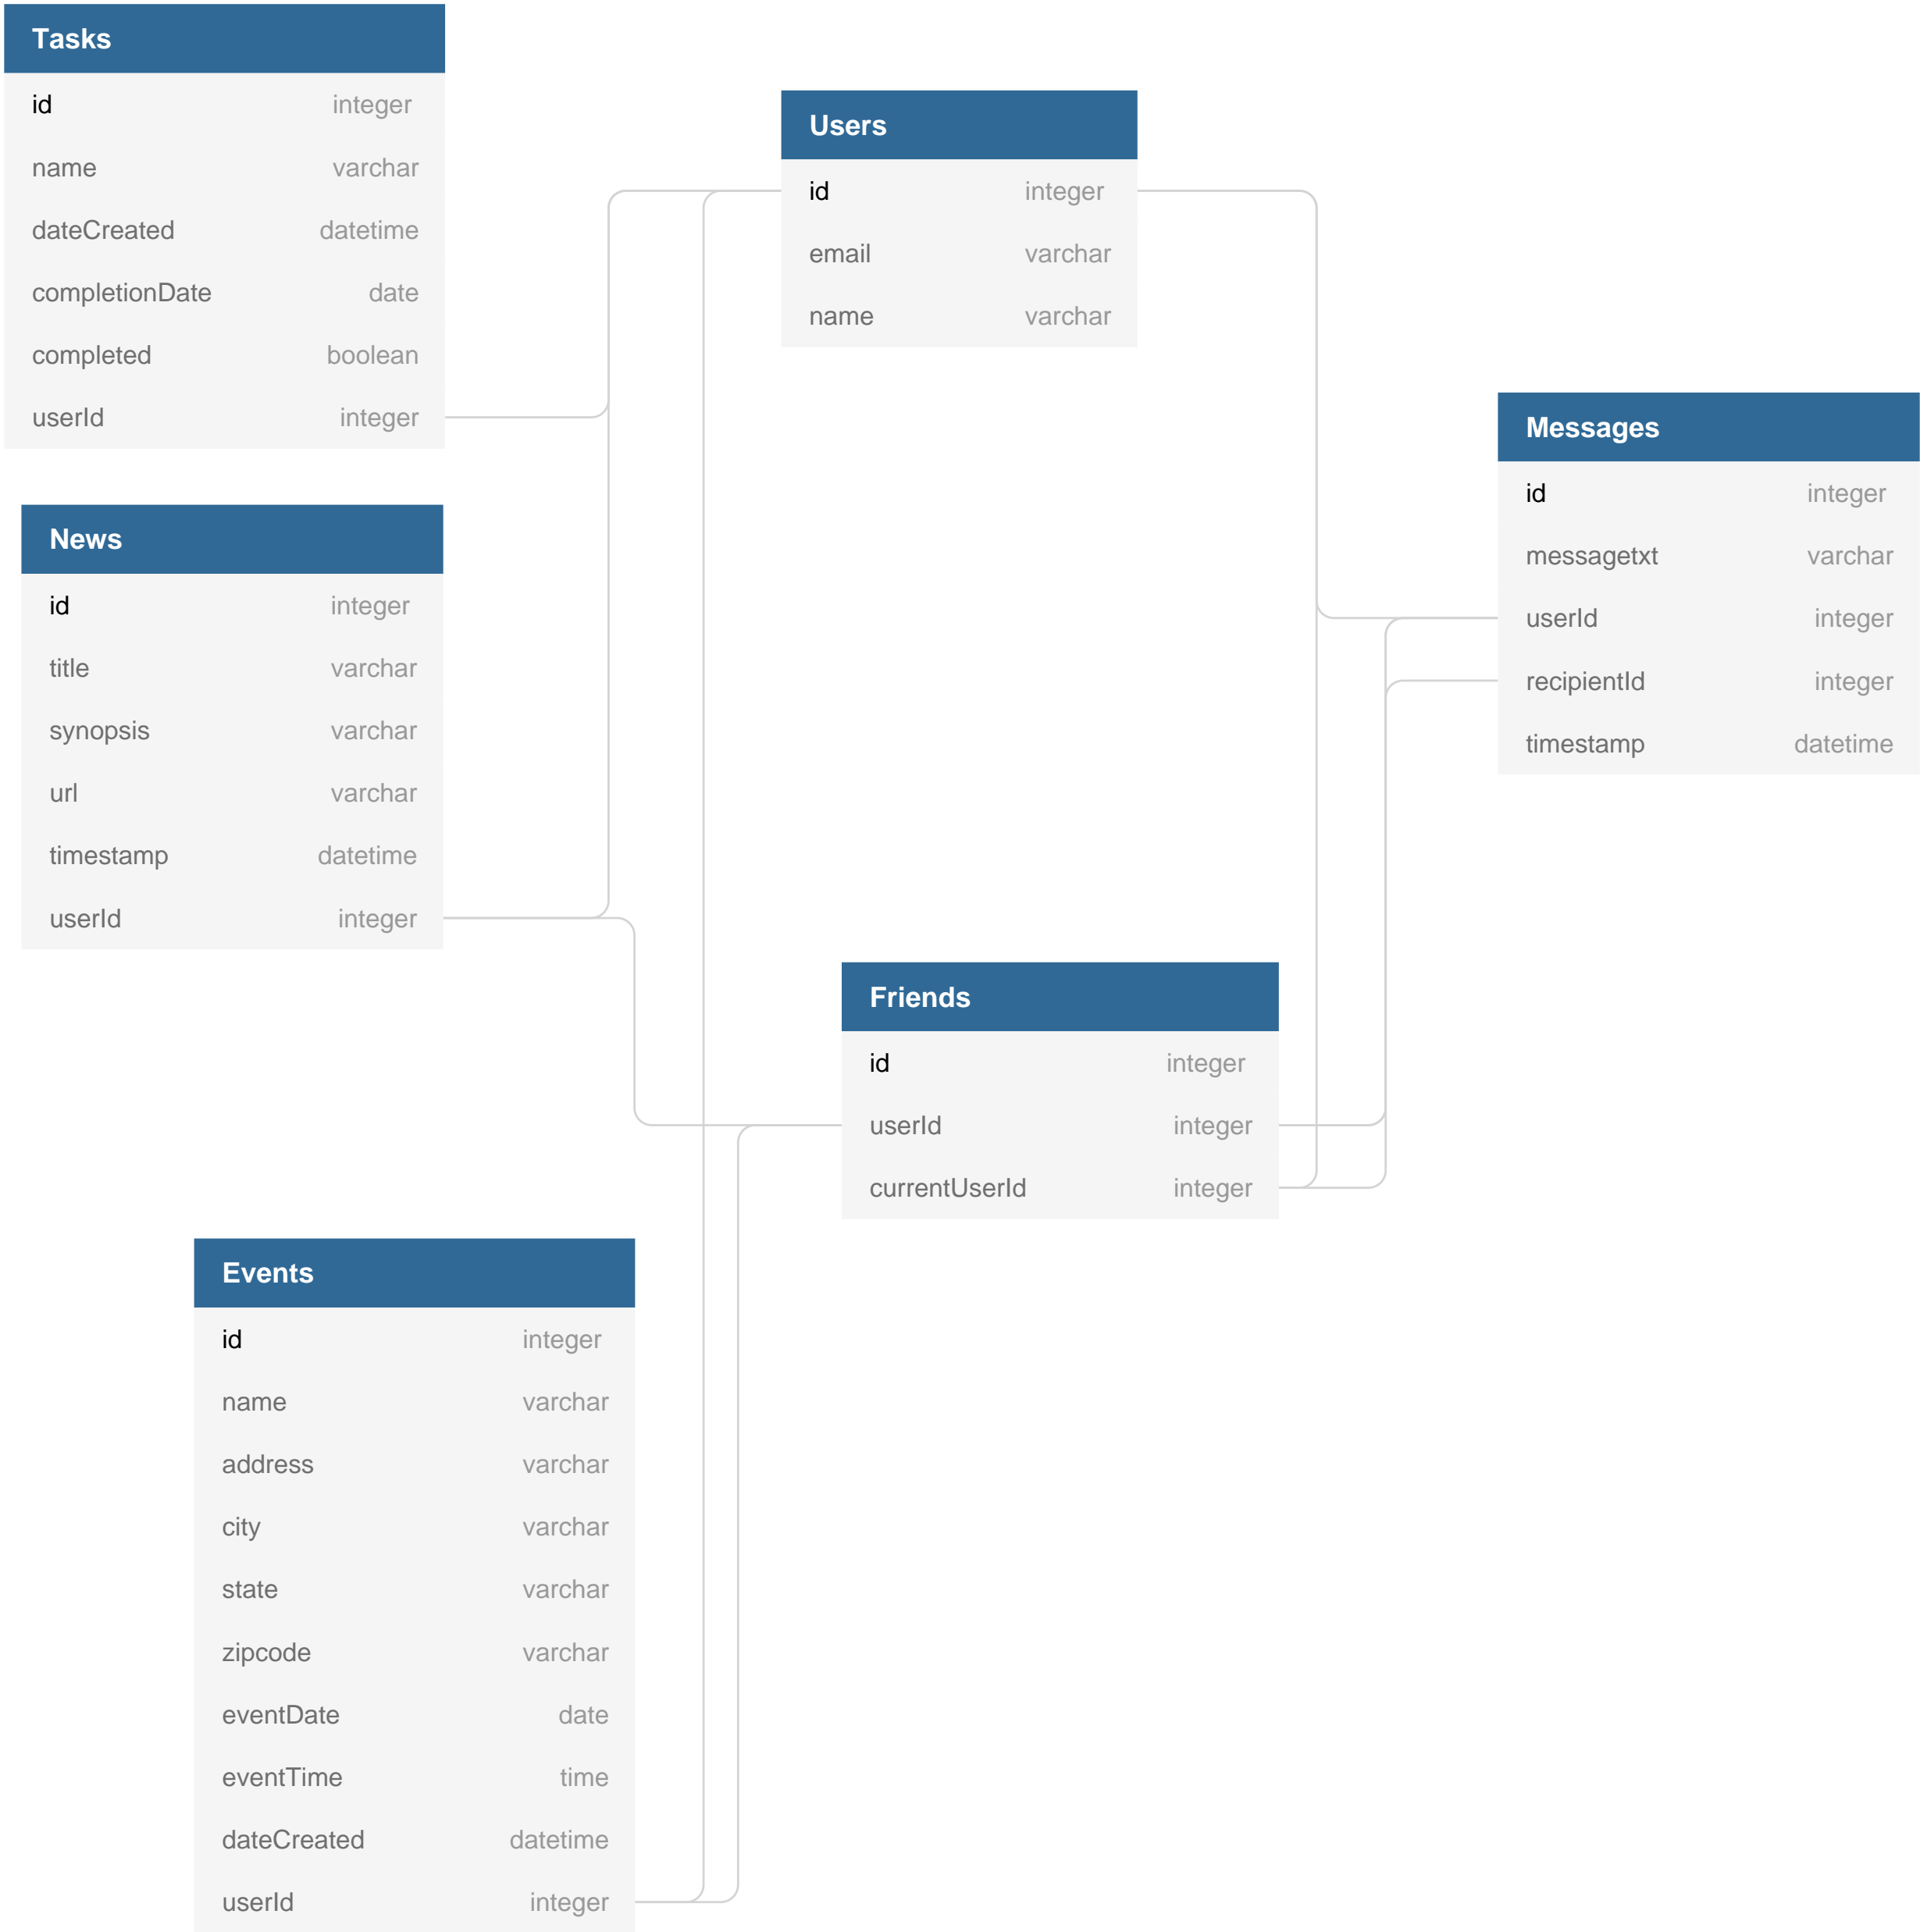 Tasks
id integer
name varchar
dateCreated datetime
completionDate date
completed boolean
userId integer
Users
id integer
email varchar
name varchar
Messages
id integer
messagetxt varchar
userId integer
recipientId integer
timestamp datetime
News
id integer
title varchar
synopsis varchar
url varchar
timestamp datetime
userId integer
Friends
id integer
userId integer
currentUserId integer
Events
id integer
name varchar
address varchar
city varchar
state varchar
zipcode varchar
eventDate date
eventTime time
dateCreated datetime
userId integer